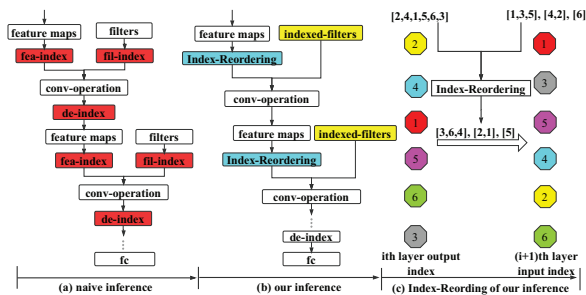 feature maps
filters
fea-index
fil-index
conv-operation
de-index
feature maps
filters
fea-index
fil-index
conv-operation
de-index
fc
(a) naive inference
feature maps
indexed-filters
Index-Reordering
conv-operation
feature maps
indexed-filters
Index-Reordering
conv-operation
de-index
fc
(b) our inference
[2,4,1,5,6,3]
[1,3,5], [4,2], [6]
2
1
4
Index-Reordering
3
1
[3,6,4], [2,1], [5]
5
5
4
6
2
3
6
ith layer output
index
(i+1)th layer
input index
(c) Index-Reording of our inference